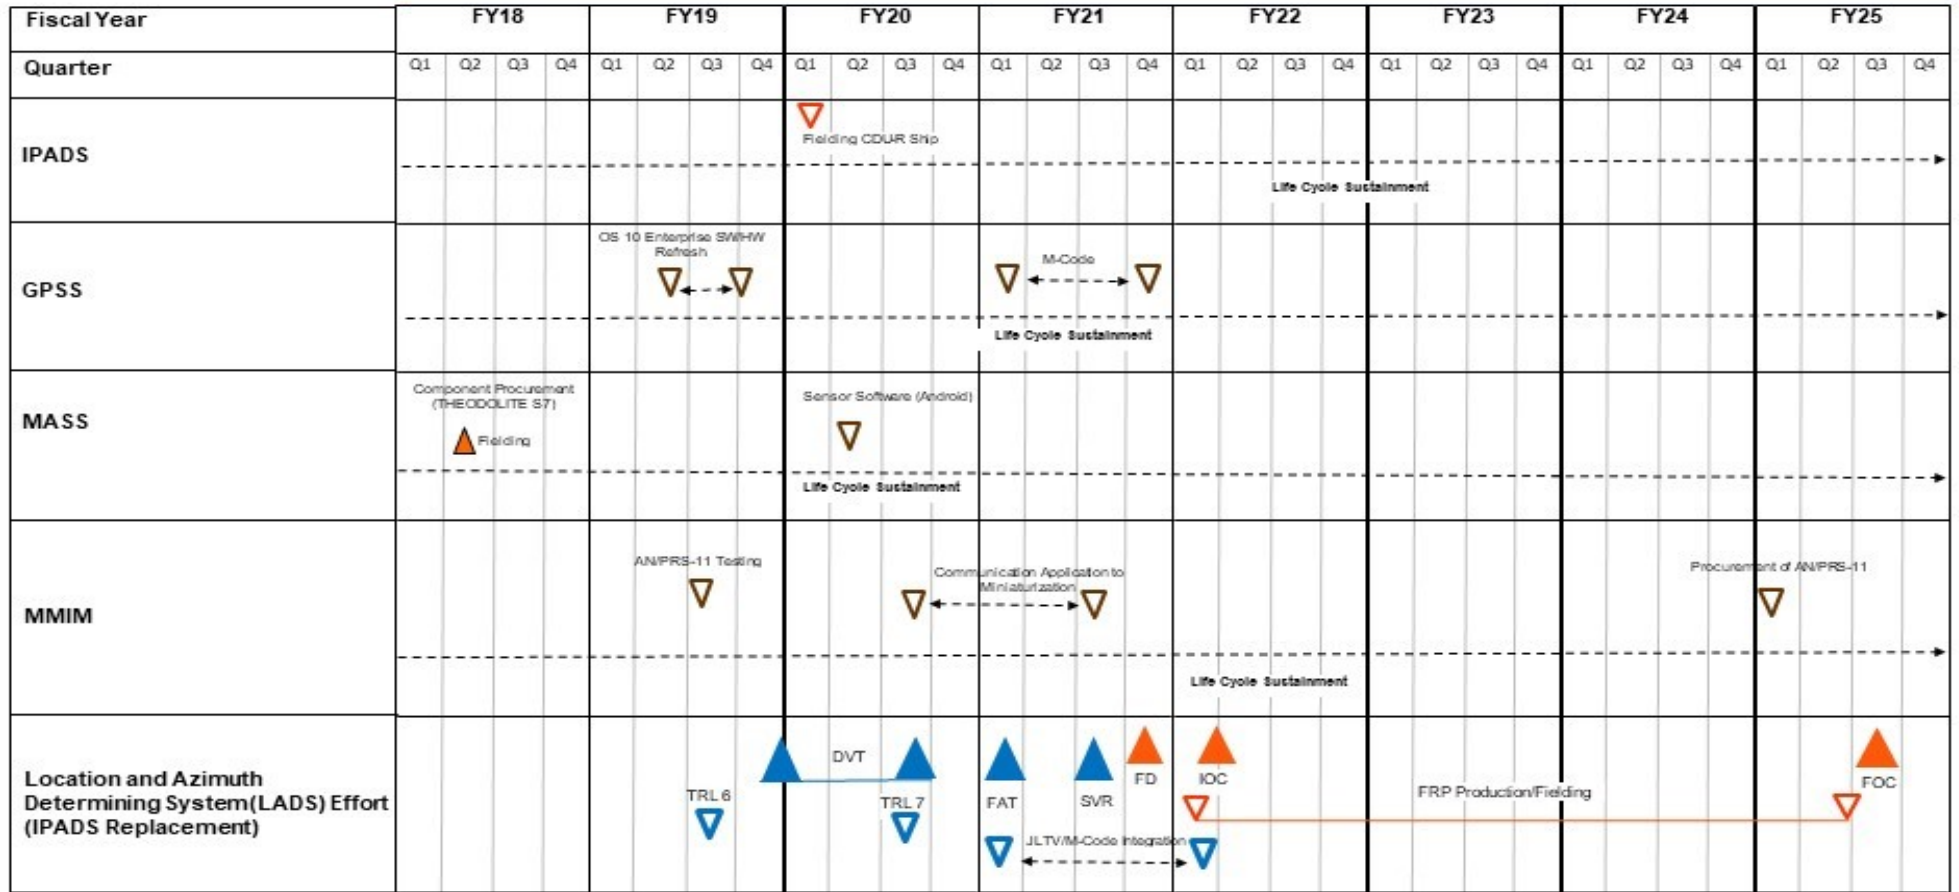 Fiscal Year FY18 FY19 FY20 FY21 FY22 FY23 FY24 FY25
Quarter Q1 Q2 Q3 Q4 Q1 Q2 Q3 Q4 Q1 Q2 Q3 Q4 Q1 Q2 Q3 Q4 Q1 Q2 Q3 Q4 Q1 Q2 Q3 Q4 Q1 Q2 Q3 Q4 Q1 Q2 Q3 Q4
IPADS
Fielding CDU-R Ship
Life Cycle Sustainment
GPSS
OS 10 Enterprise SW/HW
Refresh
M-Code
Life Cycle Sustainment
MASS
Component Procurement
(THEODOLITE S7)
Fielding
Sensor Software (Android)
Life Cycle Sustainment
MMIM
AN/PRS-11 Testing
Communication Application to
Miniaturization
Procurement of AN/PRS-11
Life Cycle Sustainment
Location and Azimuth
Determining System(LADS) Effort
(IPADS Replacement)
DVT
TRL 6
TRL 7
FAT
SVR
FD
IOC
JLTV/M-Code Integration
FRP Production/Fielding
FOC